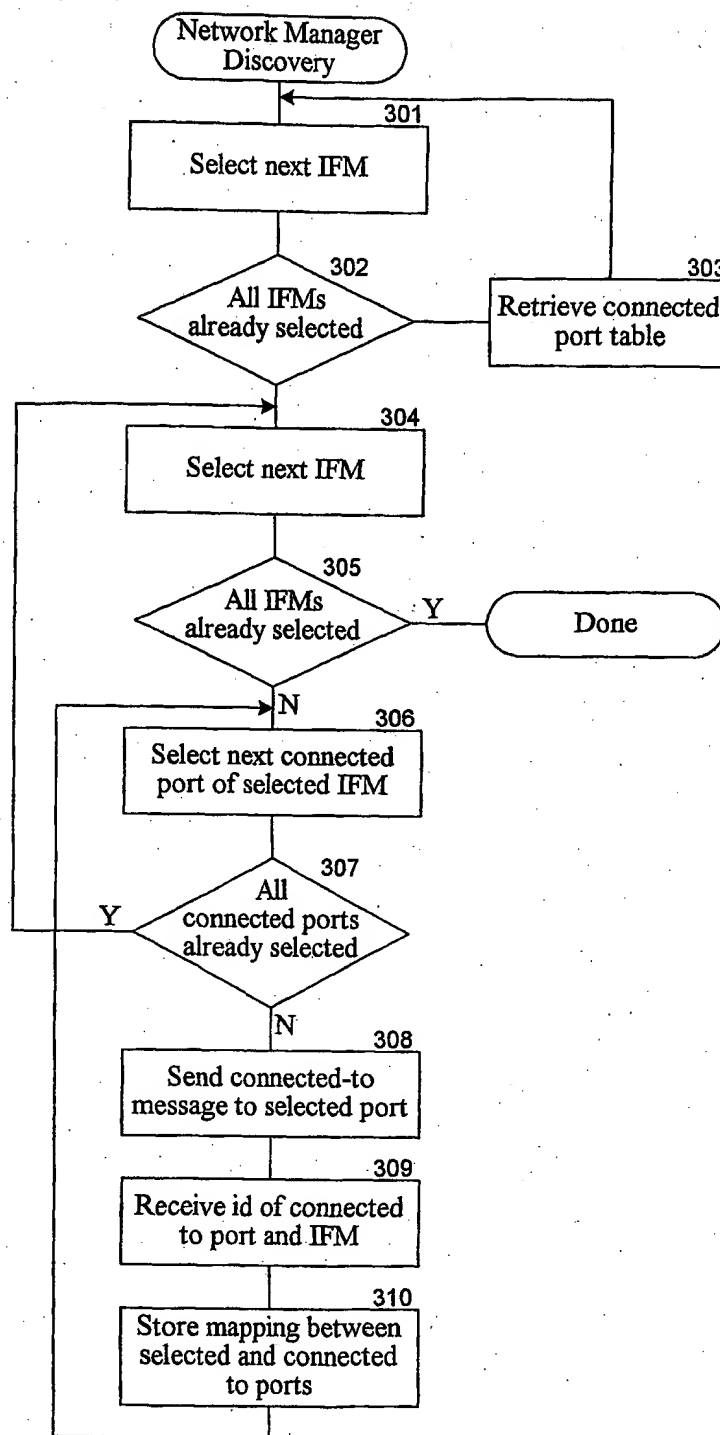 Network Manager
Discovery
301
Select next IFM
302
All IFMs
already selected
303
Retrieve connected
port table
304
Select next IFM
305
All IFMs
already selected
Y
Done
N
306
Select next connected
port of selected IFM
307
All
connected ports
already selected
Y
N
308
Send connected-to
message to selected port
309
Receive id of connected
to port and IFM
310
Store mapping between
selected and connected
to ports